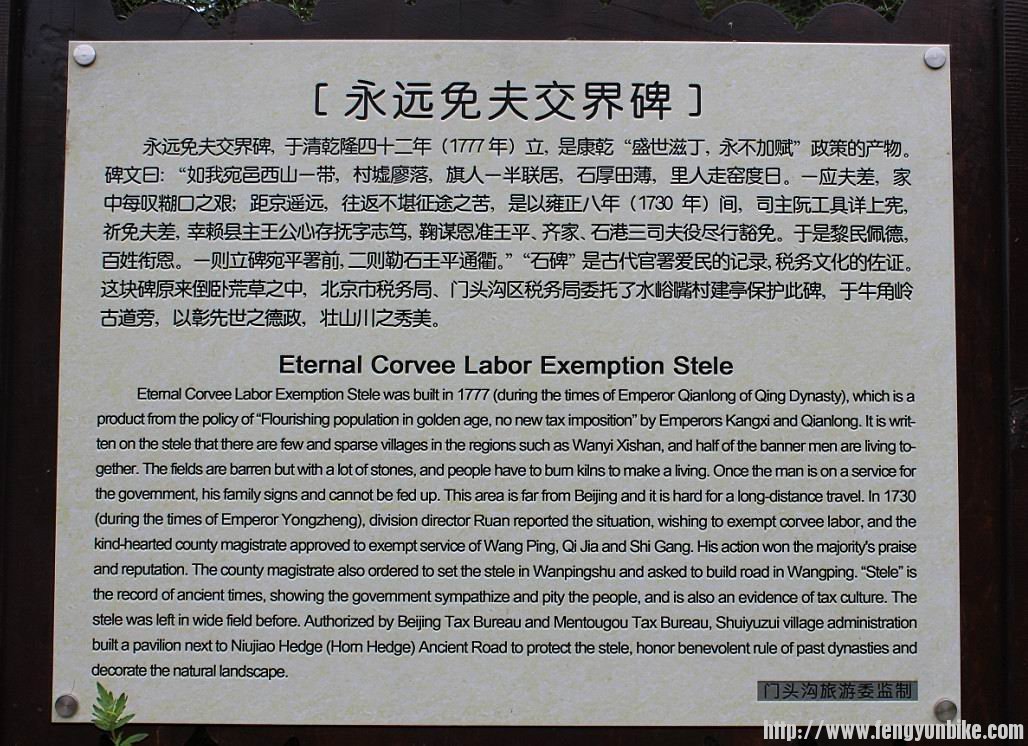 [永远免夫交界碑]
永远免夫交界碑，于清乾隆四十二年（1777年）立，是康乾“盛世滋丁，永不加赋”政策的产物。
碑文曰：“如我宛邑西山一带，村墟廖落，旗人一半联居，石厚田薄，里人走窑度日。一应夫差，家
中每叹糊口之艰；距京遥远，往返不堪征途之苦，是以雍正八年（1730 年）间，司主阮工具详上宪，
祈免夫差，幸赖县主王公心存抚字志笃，鞠谋恩准王平、齐家、石港三司夫役尽行豁免。于是黎民佩德，
百姓衔恩。一则立碑宛平署前，二则勒石王平通衢。”“石碑”是古代官署爱民的记录，税务文化的佐证。
这块碑原来倒卧荒草之中，北京市税务局、门头沟区税务局委托了水峪嘴村建亭保护此碑，于牛角岭
古道旁，以彰先世之德政，壮山川之秀美。
Eternal Corvee Labor Exemption Stele
Eternal Corvee Labor Exemption Stele was built in 1777 (during the times of Emperor Qianlong of Qing Dynasty), which is a
product from the policy of “Flourishing population in golden age, no new tax imposition” by Emperors Kangxi and Qianlong. It is writ-
ten on the stele that there are few and sparse villages in the regions such as Wanyi Xishan, and half of the banner men are living to-
gether. The fields are barren but with a lot of stones, and people have to burn kilns to make a living. Once the man is on a service for
the government, his family signs and cannot be fed up. This area is far from Beijing and it is hard for a long-distance travel. In 1730
(during the times of Emperor Yongzheng), division director Ruan reported the situation, wishing to exempt corvee labor, and the
kind-hearted county magistrate approved to exempt service of Wang Ping, Qi Jia and Shi Gang. His action won the majority's praise
and reputation. The county magistrate also ordered to set the stele in Wanpingshu and asked to build road in Wangping. “Stele” is
the record of ancient times, showing the government sympathize and pity the people, and is also an evidence of tax culture. The
stele was left in wide field before. Authorized by Beijing Tax Bureau and Mentougou Tax Bureau, Shuiyuzui village administration
built a pavilion next to Niujiao Hedge (Horn Hedge) Ancient Road to protect the stele, honor benevolent rule of past dynasties and
decorate the natural landscape.
门头沟旅游委监制
http://www.fengyunbike.com